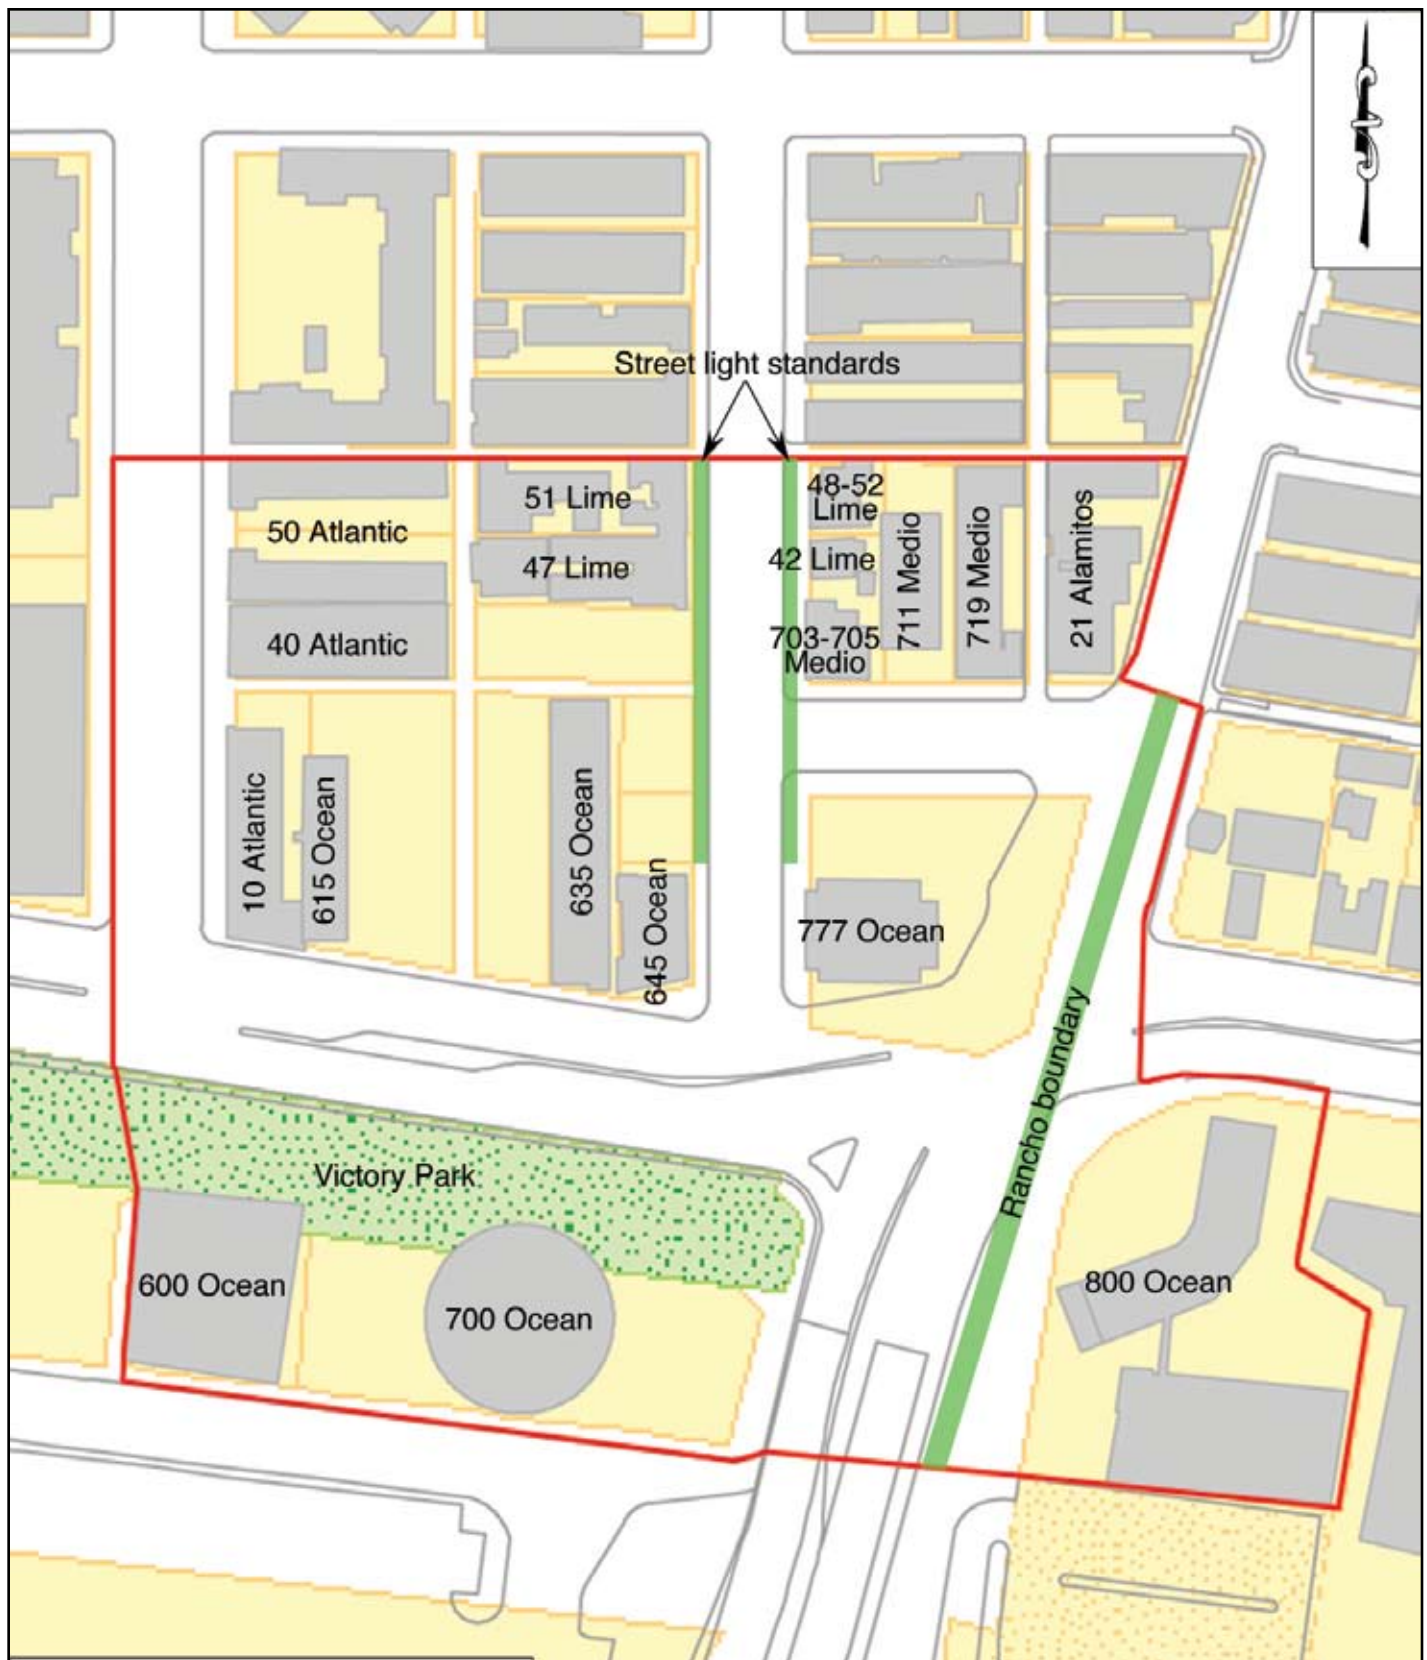 Street light standards
51 Lime
48-52
Lime
50 Atlantic
47 Lime
42 Lime
711 Medio
719 Medio
21 Alamitos
40 Atlantic
703-705
Medio
10 Atlantic
615 Ocean
635 Ocean
645 Ocean
777 Ocean
Rancho boundary
Victory Park
600 Ocean
700 Ocean
800 Ocean